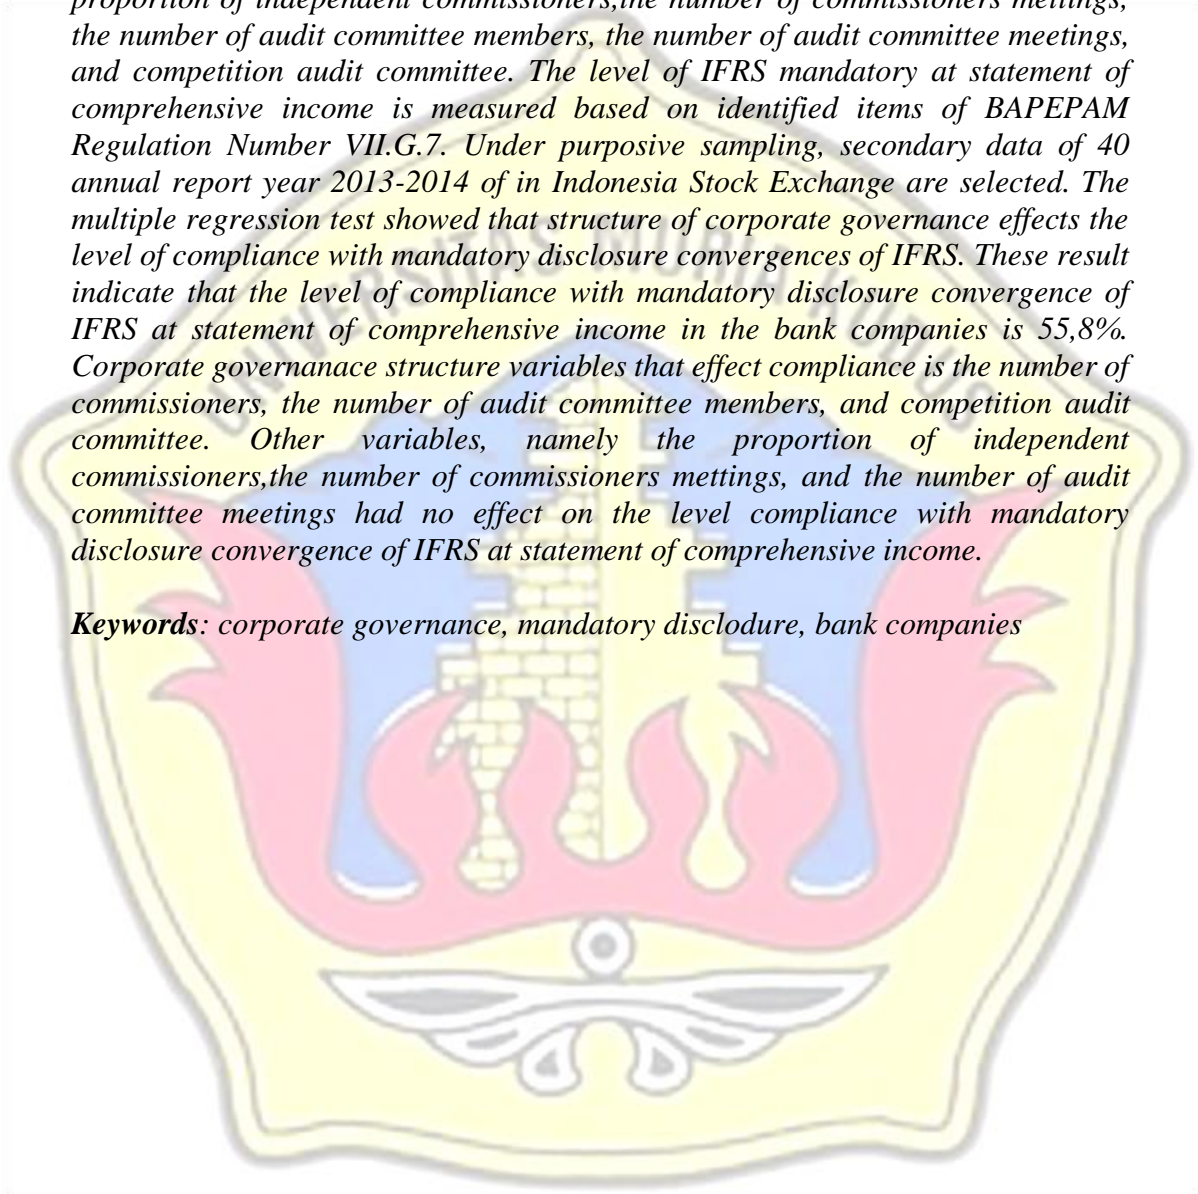 proportion of independent commissioners,the number of commissioners mettings,
the number of audit committee members, the number of audit committee meetings,
and competition audit committee. The level of IFRS mandatory at statement of
comprehensive income is measured based on identified items of BAPEPAM
Regulation Number VII.G.7. Under purposive sampling, secondary data of 40
annual report year 2013-2014 of in Indonesia Stock Exchange are selected. The
multiple regression test showed that structure of corporate governance effects the
level of compliance with mandatory disclosure convergences of IFRS. These result
indicate that the level of compliance with mandatory disclosure convergence of
IFRS at statement of comprehensive income in the bank companies is 55,8%.
Corporate governanace structure variables that effect compliance is the number of
commissioners, the number of audit committee members, and competition audit
committee. Other variables, namely the proportion of independent
commissioners,the number of commissioners mettings, and the number of audit
committee meetings had no effect on the level compliance with mandatory
disclosure convergence of IFRS at statement of comprehensive income.
Keywords: corporate governance, mandatory disclodure, bank companies
UNIVERSITAS MURIA KUDUS